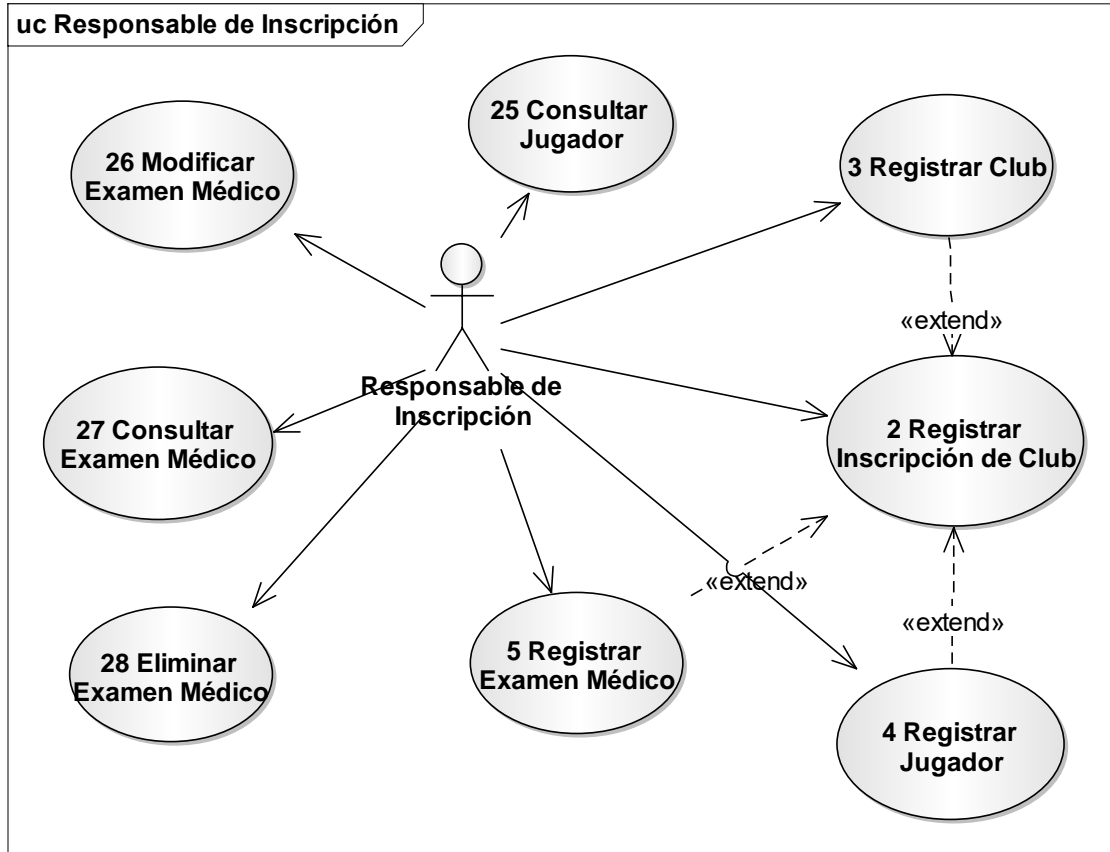 uc Responsable de Inscripción
25 Consultar
Jugador
26 Modificar
Examen Médico
3 Registrar Club
«extend»
Responsable de
Inscripción
27 Consultar
Examen Médico
2 Registrar
Inscripción de Club
«extend»
«extend»
28 Eliminar
Examen Médico
5 Registrar
Examen Médico
4 Registrar
Jugador